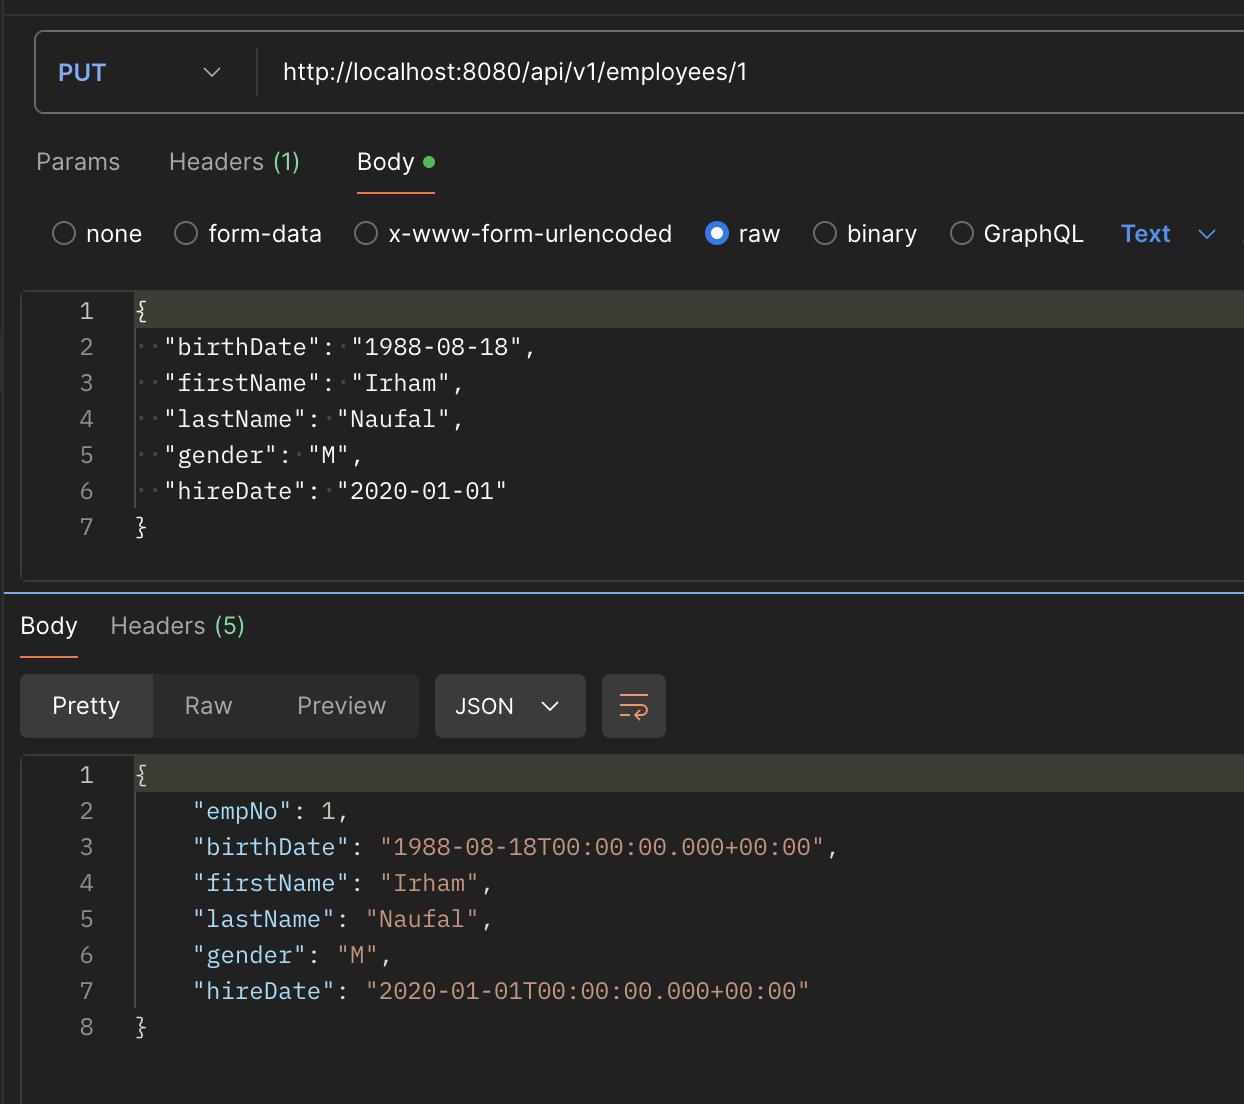 PUT http://localhost:8080/api/v1/employees/1
Params Headers (1) Body
none form-data x-www-form-urlencoded raw binary GraphQL Text
1 {
2 "birthDate": "1988-08-18",
3 "firstName": "Irham",
4 "lastName": "Naufal",
5 "gender": "M",
6 "hireDate": "2020-01-01"
7 }
Body Headers (5)
Pretty Raw Preview JSON
1 {
2 "empNo": 1,
3 "birthDate": "1988-08-18T00:00:00.000+00:00",
4 "firstName": "Irham",
5 "lastName": "Naufal",
6 "gender": "M",
7 "hireDate": "2020-01-01T00:00:00.000+00:00"
8 }